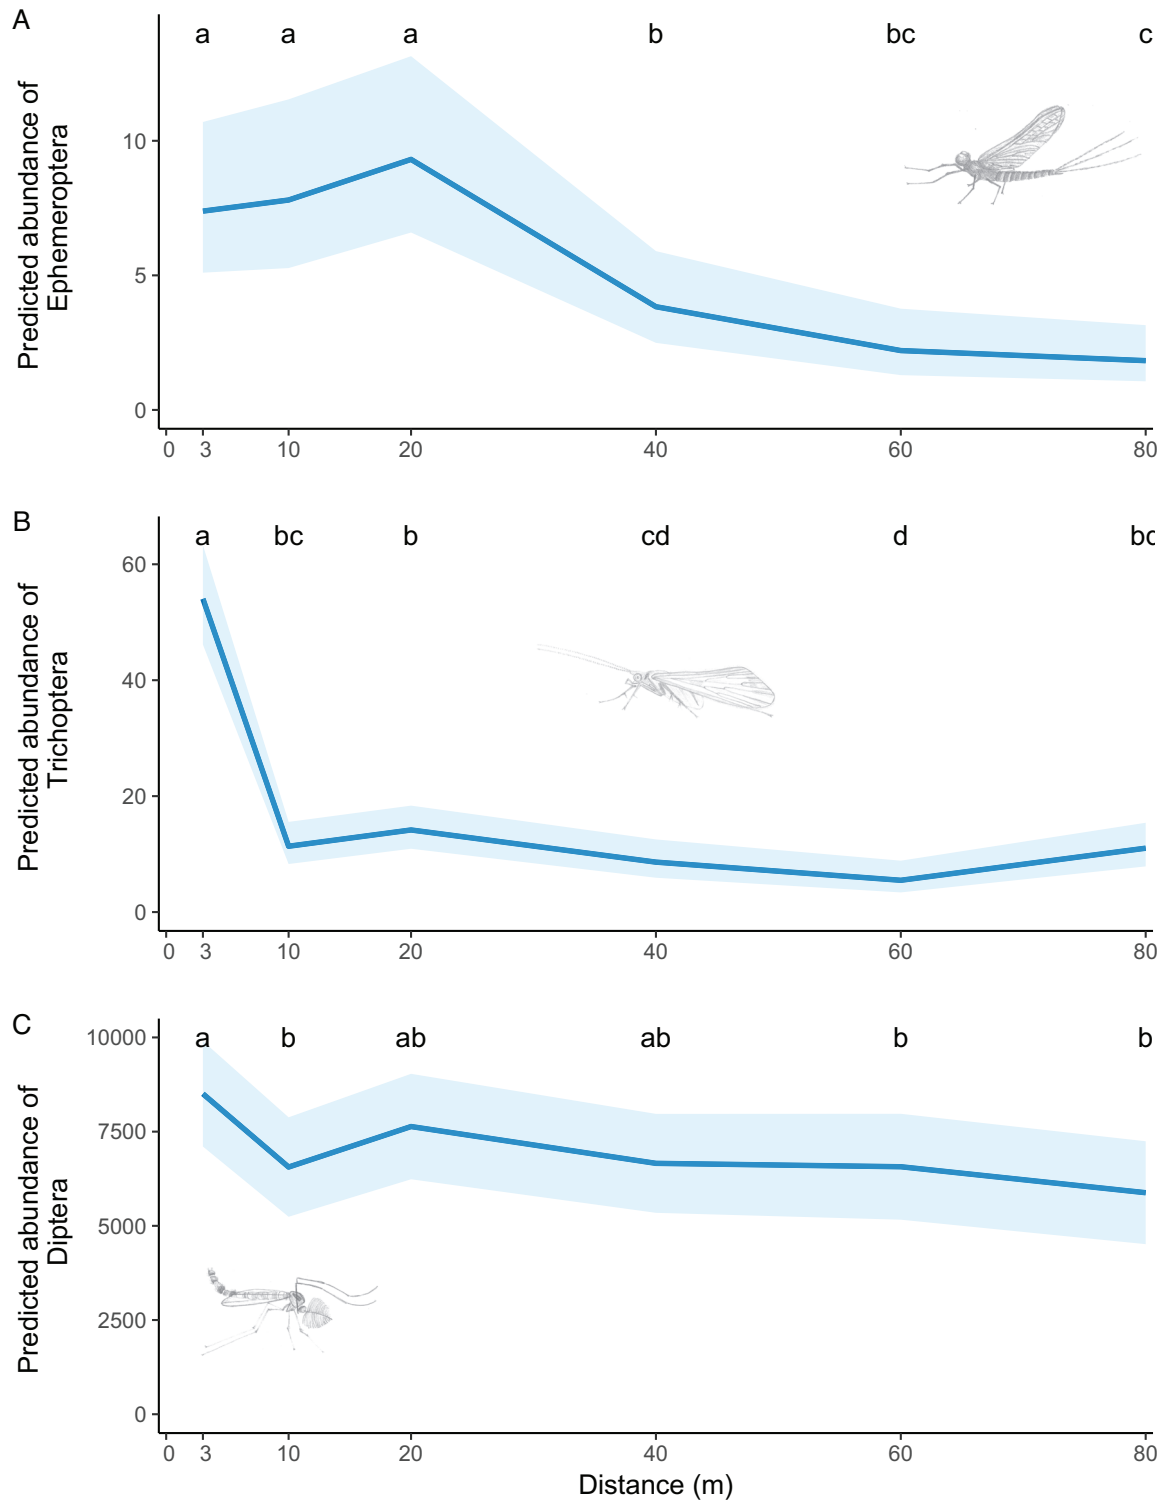 A
a a a b bc c
Predicted abundance of
Ephemeroptera
10
5
0
0 3 10 20 40 60 80
B
a bc b cd d
Predicted abundance of
Trichoptera
60
40
20
0
0 3 10 20 40 60 80
C
a b ab ab b b
Predicted abundance of
Diptera
10000
7500
5000
2500
0
0 3 10 20 40 60 80
Distance (m)